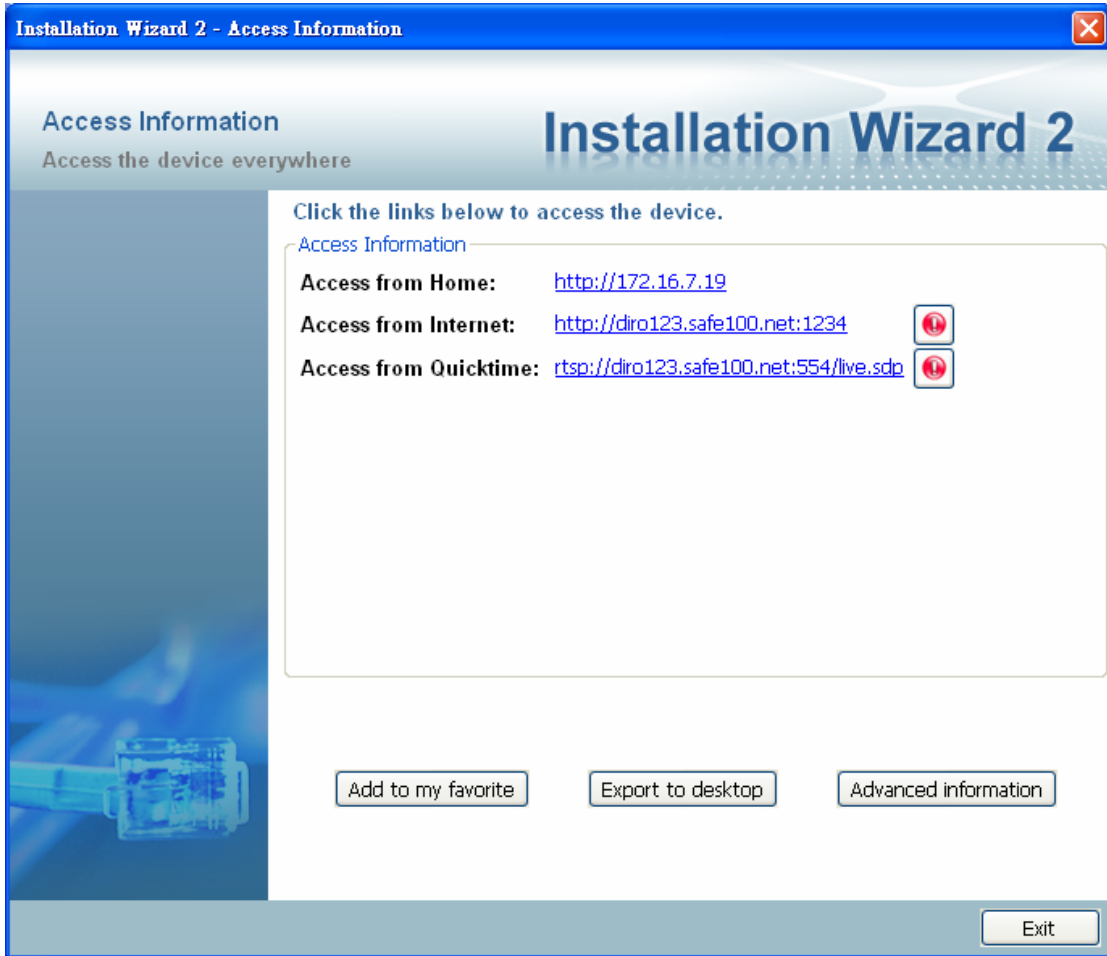 Installation Wizard 2 - Access Information
Access Information
Access the device everywhere
Installation Wizard 2
Click the links below to access the device.
Access Information
Access from Home: http://172.16.7.19
Access from Internet: http://diro123.safe100.net:1234
Access from Quicktime: rtsp://diro123.safe100.net:554/live.sdp
Add to my favorite Export to desktop Advanced information
Exit